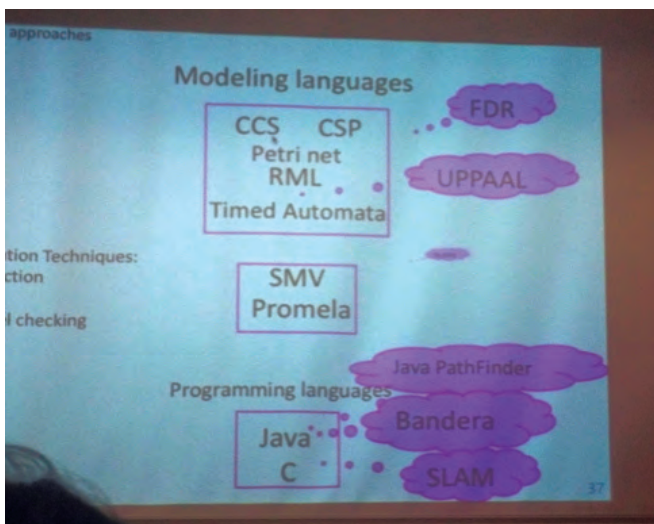 approaches
Modeling languages
FDR
CCS CSP
Petri net
RML
UPPAAL
Timed Automata
tion Techniques:
ction
SMV
Promela
l checking
Java PathFinder
Programming languages
Bandera
Java
C
SLAM
37